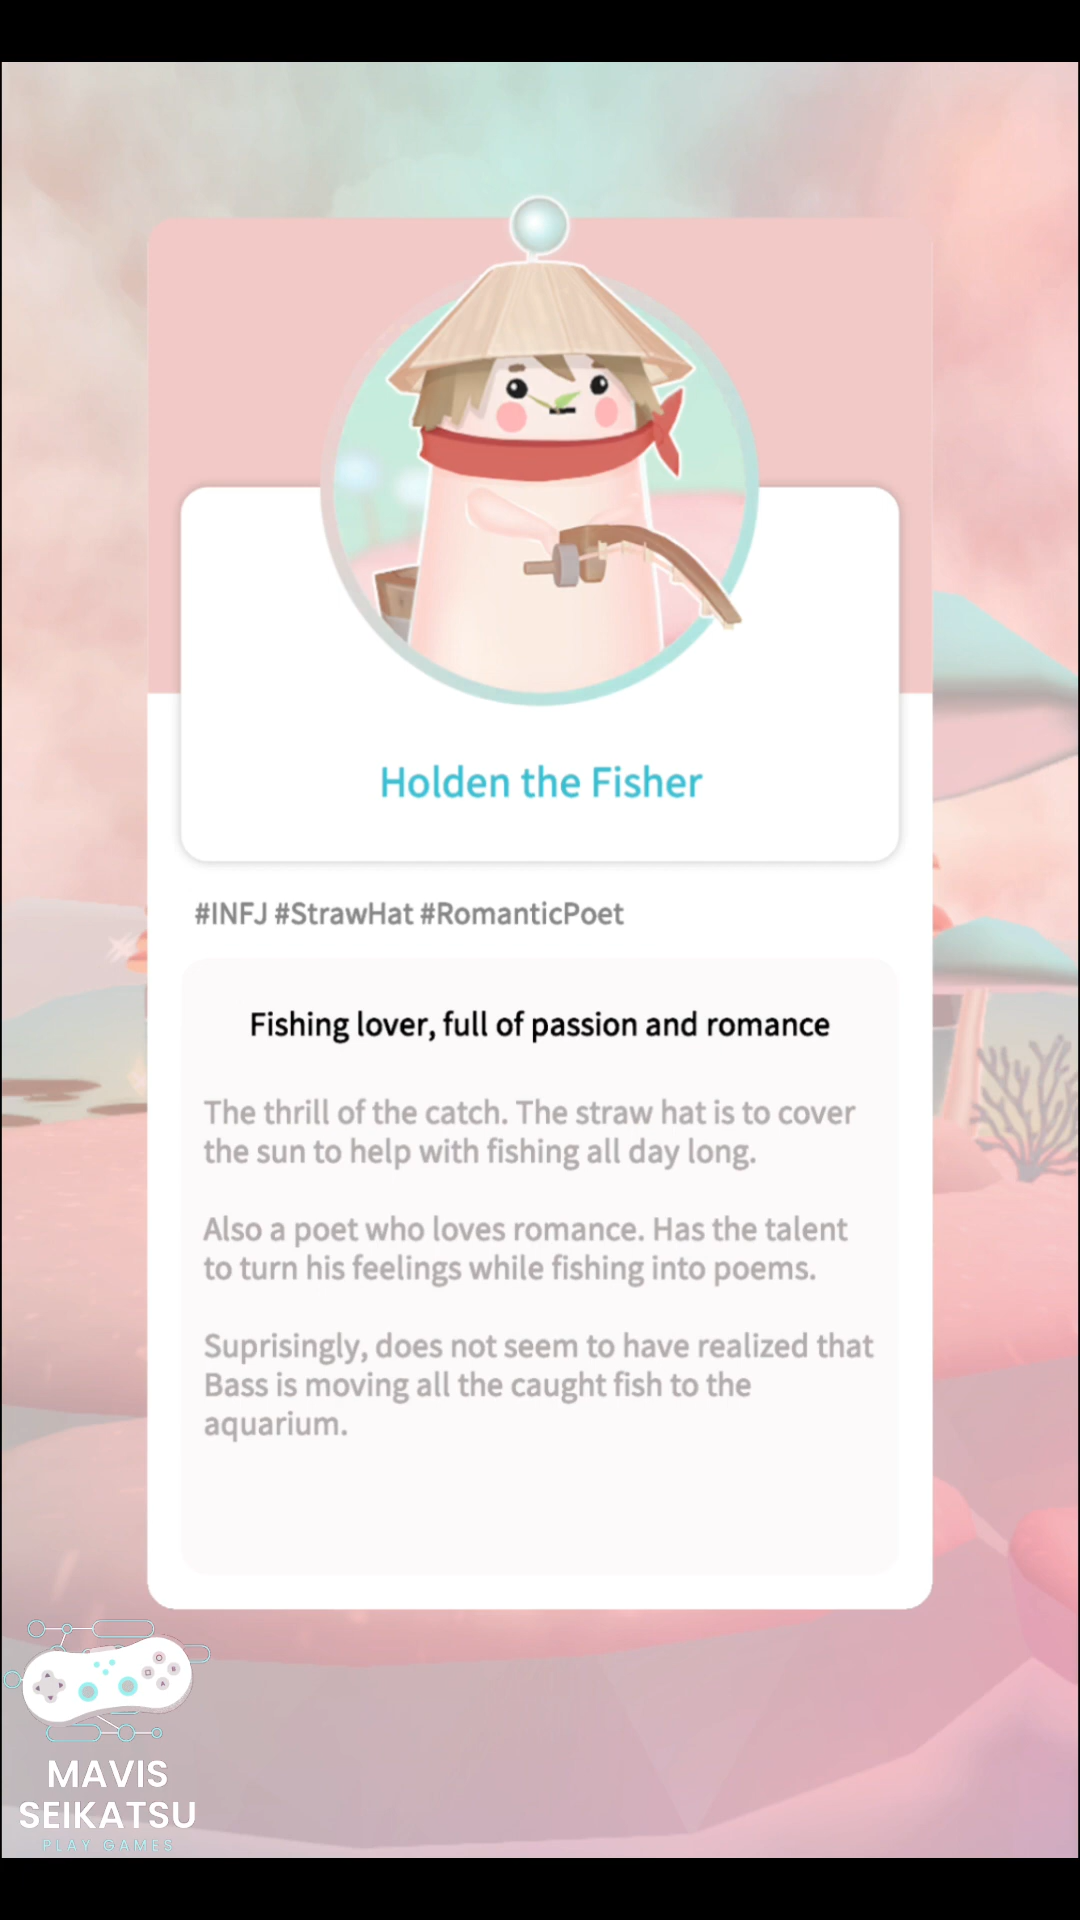 Holden the Fisher
#INFJ #StrawHat #RomanticPoet
Fishing lover, full of passion and romance
The thrill of the catch. The straw hat is to cover
the sun to help with fishing all day long.
Also a poet who loves romance. Has the talent
to turn his feelings while fishing into poems.
Suprisingly, does not seem to have realized that
Bass is moving all the caught fish to the
aquarium.
MAVIS
SEIKATSU
PLAY GAMES